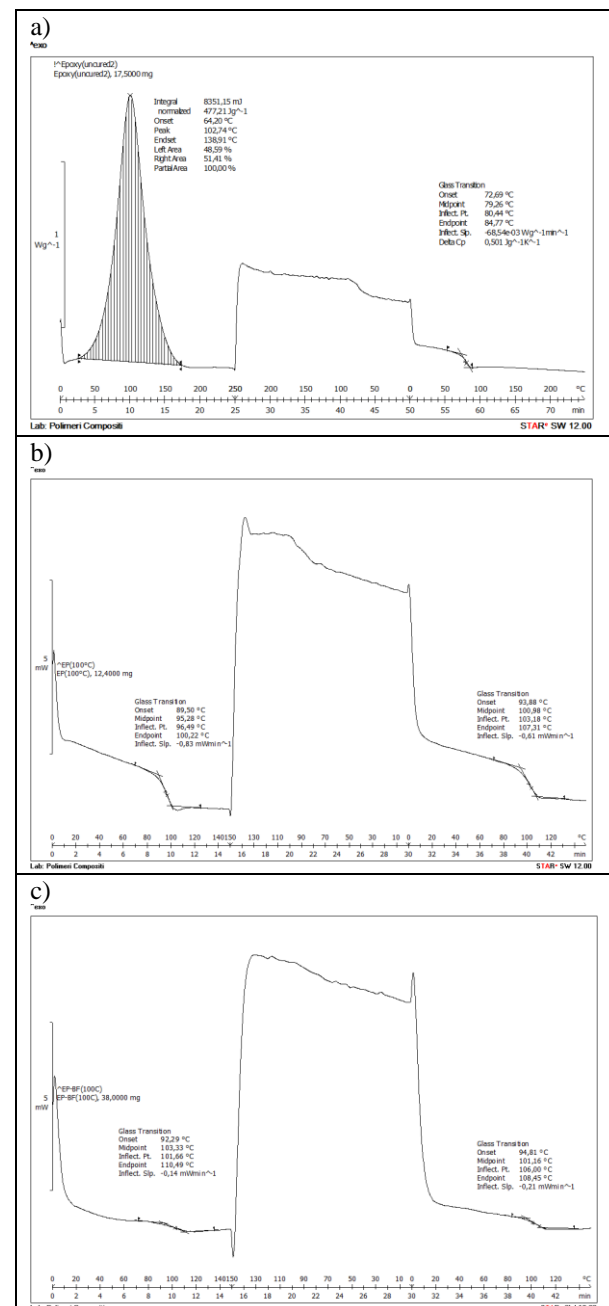 a)
^exo
!^Epoxy(uncured2)
Epoxy(uncured2), 17,5000 mg
Integral 8351,15 mJ
normalized 477,21 Jg^-1
Onset 64,20 °C
Peak 102,74 °C
Endset 138,91 °C
Left Area 48,59 %
Right Area 51,41 %
Partial Area 100,00 %
Glass Transition
Onset 72,69 °C
Midpoint 79,26 °C
Inflect. Pt. 80,44 °C
Endpoint 84,77 °C
Inflect. Slp. -68,54e-03 Wg^-1min^-1
Delta Cp 0,501 Jg^-1K^-1
1
Wg^-1
0 50 100 150 200 250 200 150 100 50 0 50 100 150 200 °C
0 5 10 15 20 25 30 35 40 45 50 55 60 65 70 min
Lab: Polimeri Compositi STARe SW 12.00
b)
^exo
5
mW
^EP(100°C)
EP(100°C), 12,4000 mg
Glass Transition
Onset 89,50 °C
Midpoint 95,28 °C
Inflect. Pt. 96,49 °C
Endpoint 100,22 °C
Inflect. Slp. -0,83 mWmin^-1
Glass Transition
Onset 93,88 °C
Midpoint 100,98 °C
Inflect. Pt. 103,18 °C
Endpoint 107,31 °C
Inflect. Slp. -0,61 mWmin^-1
0 20 40 60 80 100 120 140 150 130 110 90 70 50 30 10 0 20 40 60 80 100 120 °C
0 2 4 6 8 10 12 14 16 18 20 22 24 26 28 30 32 34 36 38 40 42 min
Lab: Polimeri Compositi STARe SW 12.00
c)
^exo
5
mW
^EP-BF(100C)
EP-BF(100C), 38,0000 mg
Glass Transition
Onset 92,29 °C
Midpoint 103,33 °C
Inflect. Pt. 101,66 °C
Endpoint 110,49 °C
Inflect. Slp. -0,14 mWmin^-1
Glass Transition
Onset 94,81 °C
Midpoint 101,16 °C
Inflect. Pt. 106,00 °C
Endpoint 108,45 °C
Inflect. Slp. -0,21 mWmin^-1
0 20 40 60 80 100 120 140 150 130 110 90 70 50 30 10 0 20 40 60 80 100 120 °C
0 2 4 6 8 10 12 14 16 18 20 22 24 26 28 30 32 34 36 38 40 42 min